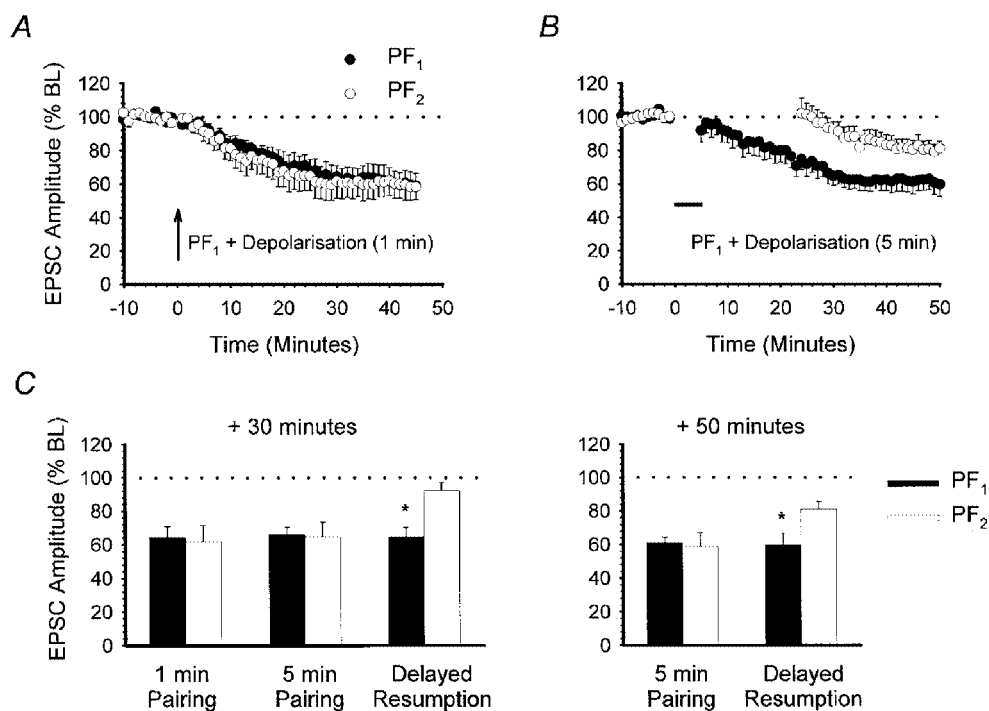 A
B
PF1
PF2
EPSC Amplitude (% BL)
120
100
80
60
40
20
0
PF1 + Depolarisation (1 min)
-10 0 10 20 30 40 50
Time (Minutes)
120
100
80
60
40
20
0
PF1 + Depolarisation (5 min)
-10 0 10 20 30 40 50
Time (Minutes)
C
+ 30 minutes
EPSC Amplitude (% BL)
120
100
80
60
40
20
0
*
1 min Pairing
5 min Pairing
Delayed Resumption
+ 50 minutes
120
100
80
60
40
20
0
*
5 min Pairing
Delayed Resumption
PF1
PF2